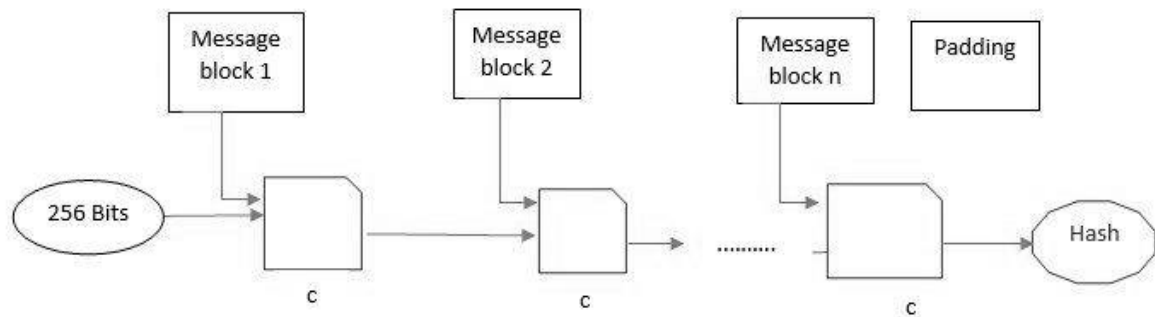 Message
block 1
Message
block 2
Message
block n
Padding
256 Bits
..........
Hash
c
c
c